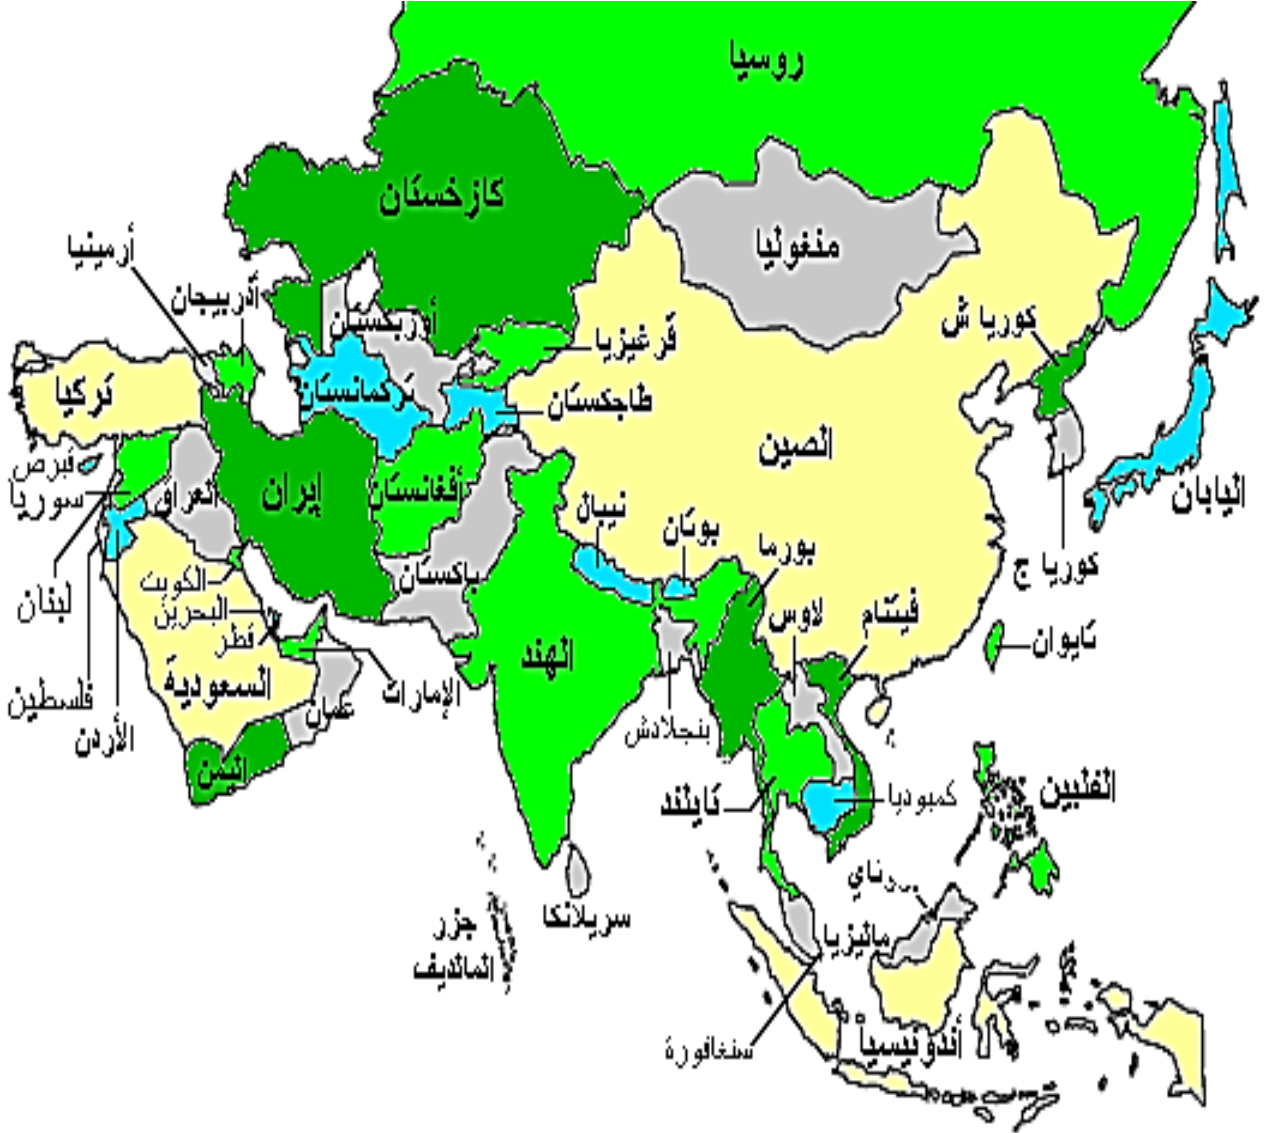 روسيا
كازخستان
منغوليا
أرمينيا
أذربيجان
أوزبكستان
كوريا ش
قرغيزيا
تركيا
تركمانستان
طاجكستان
الصين
قبرص
سوريا
العراق
إيران
أفغانستان
اليابان
نيبال
بوتان
بورما
كوريا ج
باكستان
الكويت
لبنان
البحرين
قطر
لاوس
فيتنام
تايوان
الهند
السعودية
الإمارات
فلسطين
الأردن
عمان
بنجلادش
اليمن
تايلند
كمبوديا
الفلبين
سريلانكا
جزر
المالديف
ماليزيا
سنغافورة
أندونيسيا